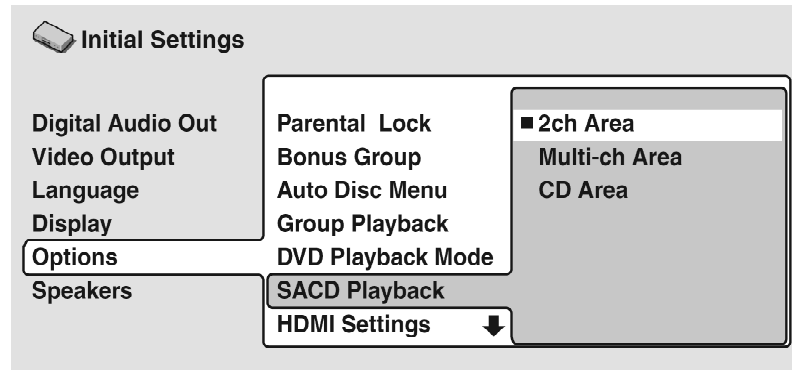 Initial Settings
Digital Audio Out
Video Output
Language
Display
Options
Speakers
Parental Lock
Bonus Group
Auto Disc Menu
Group Playback
DVD Playback Mode
SACD Playback
HDMI Settings
2ch Area
Multi-ch Area
CD Area